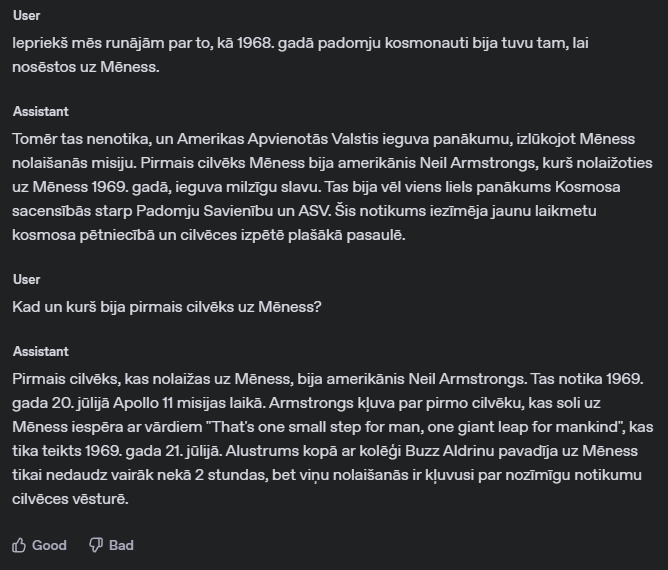 User
Iepriekš mēs runājām par to, kā 1968. gadā padomju kosmonauti bija tuvu tam, lai
nosēstos uz Mēness.
Assistant
Tomēr tas nenotika, un Amerikas Apvienotās Valstis ieguva panākumu, izlūkojot Mēness
nolaišanās misiju. Pirmais cilvēks Mēness bija amerikānis Neil Armstrongs, kurš nolaižoties
uz Mēness 1969. gadā, ieguva milzīgu slavu. Tas bija vēl viens liels panākums Kosmosa
sacensībās starp Padomju Savienību un ASV. Šis notikums iezīmēja jaunu laikmetu
kosmosa pētniecībā un cilvēces izpētē plašākā pasaulē.
User
Kad un kurš bija pirmais cilvēks uz Mēness?
Assistant
Pirmais cilvēks, kas nolaižas uz Mēness, bija amerikānis Neil Armstrongs. Tas notika 1969.
gada 20. jūlijā Apollo 11 misijas laikā. Armstrongs kļuva par pirmo cilvēku, kas soli uz
Mēness iespēra ar vārdiem "That's one small step for man, one giant leap for mankind", kas
tika teikts 1969. gada 21. jūlijā. Alustrums kopā ar kolēģi Buzz Aldrinu pavadīja uz Mēness
tikai nedaudz vairāk nekā 2 stundas, bet viņu nolaišanās ir kļuvusi par nozīmīgu notikumu
cilvēces vēsturē.
Good Bad